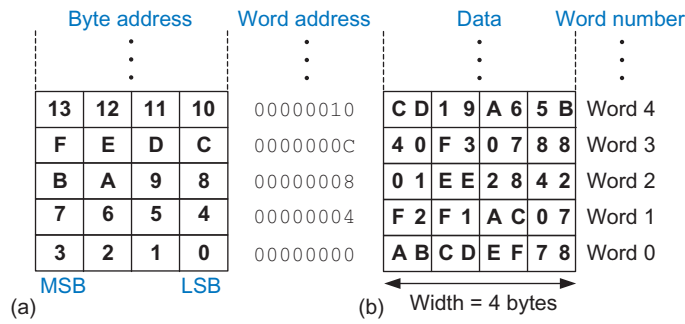 Byte address Word address Data Word number
13 12 11 10 00000010 C D 1 9 A 6 5 B Word 4
F E D C 0000000C 4 0 F 3 0 7 8 8 Word 3
B A 9 8 00000008 0 1 E E 2 8 4 2 Word 2
7 6 5 4 00000004 F 2 F 1 A C 0 7 Word 1
3 2 1 0 00000000 A B C D E F 7 8 Word 0
MSB LSB
(a) (b) Width = 4 bytes